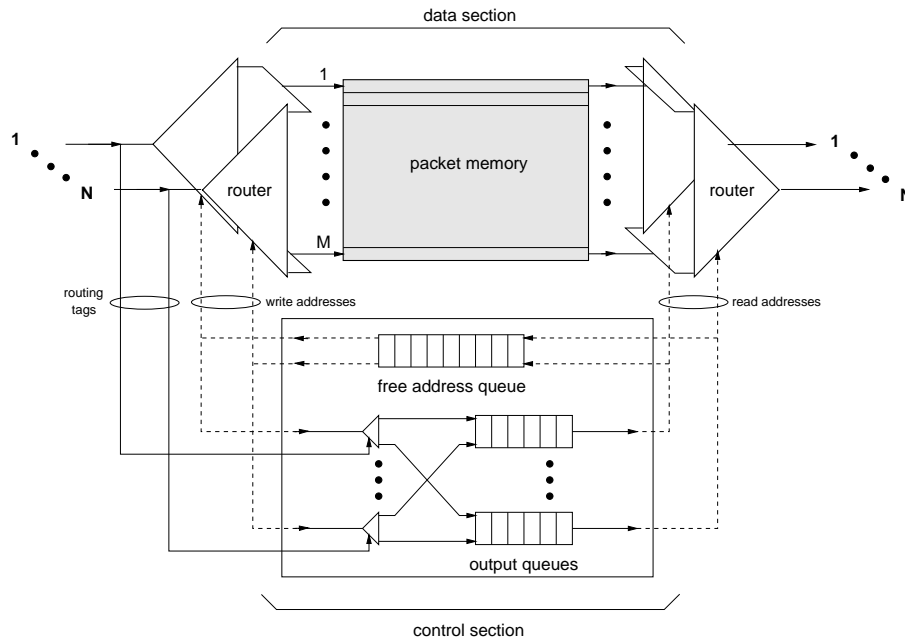 data section
1
1
1
packet memory
router
router
N
N
M
routing
tags
write addresses
read addresses
free address queue
output queues
control section